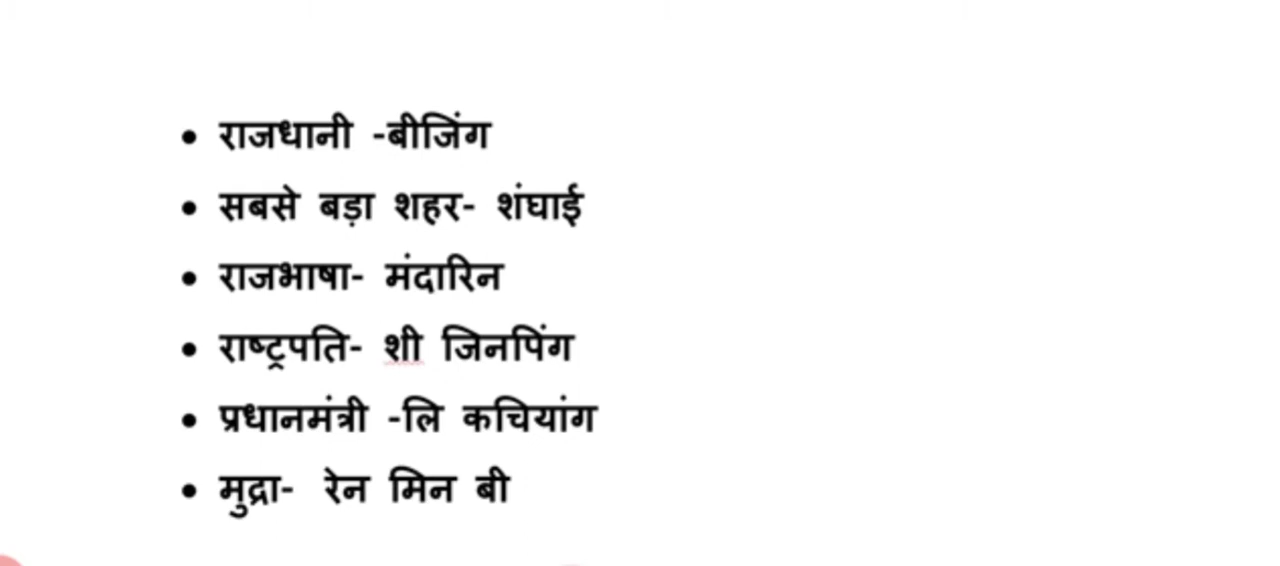 • राजधानी -बीजिंग
• सबसे बड़ा शहर- शंघाई
• राजभाषा- मंदारिन
• राष्ट्रपति- शी जिनपिंग
• प्रधानमंत्री -लि कचियांग
• मुद्रा- रेन मिन बी